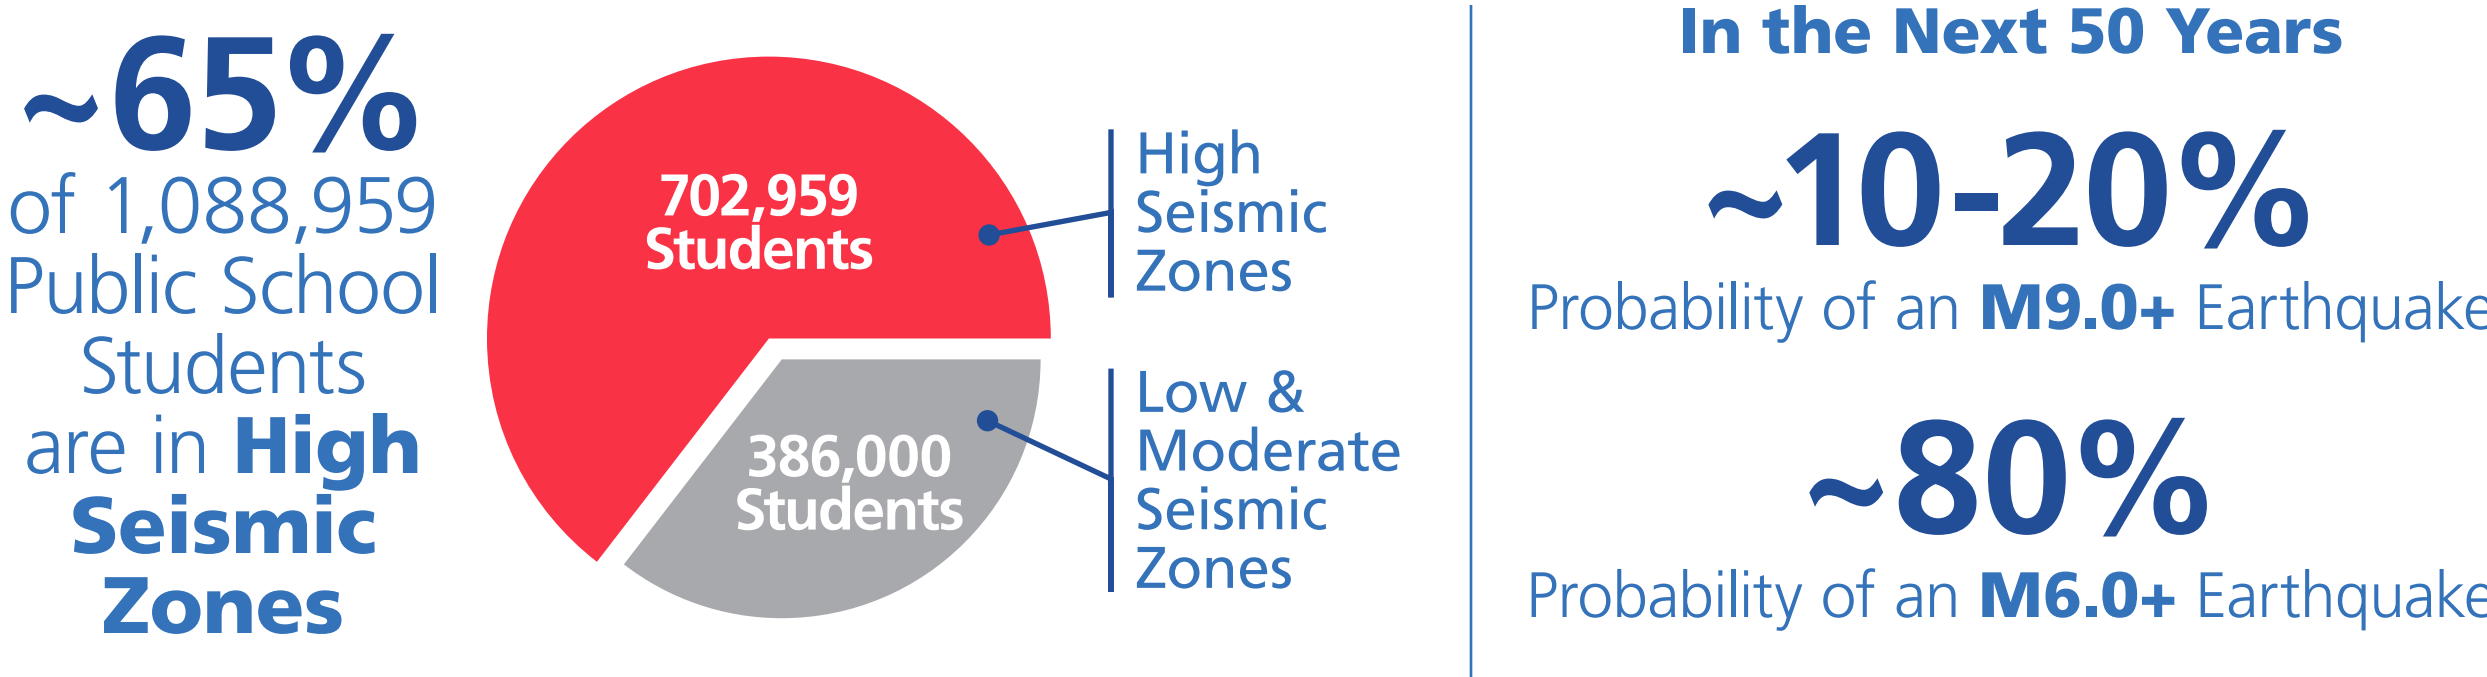 ~65%
of 1,088,959
Public School
Students
are in High
Seismic
Zones
702,959
Students
High
Seismic
Zones
386,000
Students
Low &
Moderate
Seismic
Zones
In the Next 50 Years
~10-20%
Probability of an M9.0+ Earthquake
~80%
Probability of an M6.0+ Earthquake